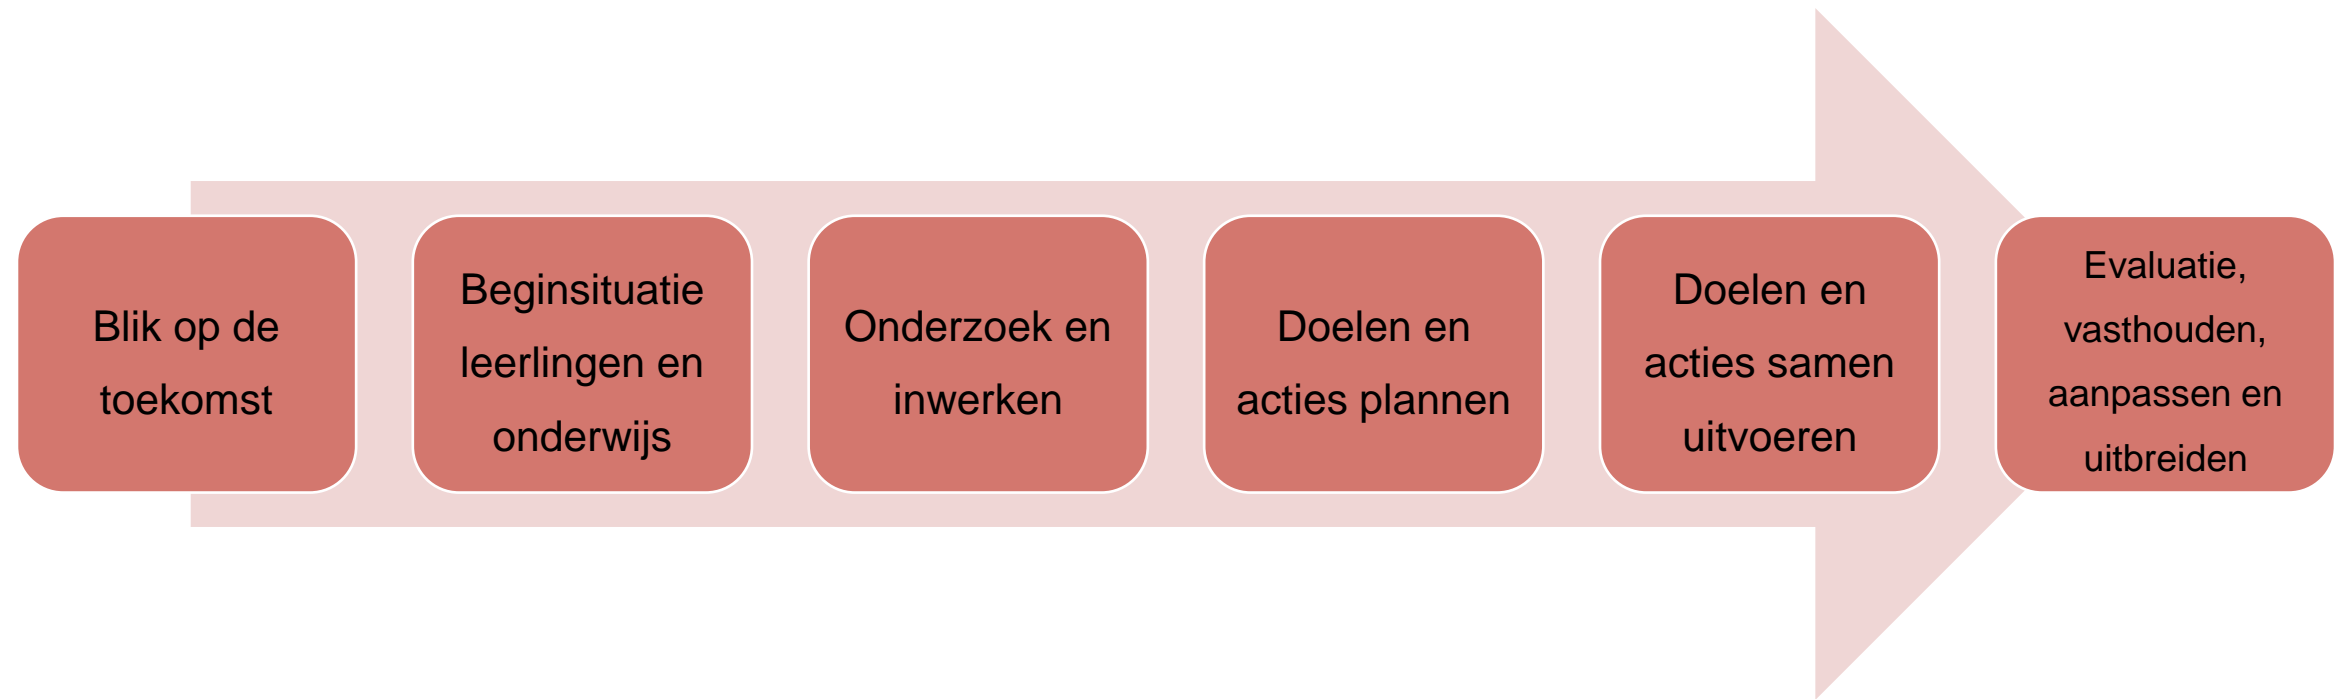 Blik op de
toekomst
Beginsituatie
leerlingen en
onderwijs
Onderzoek en
inwerken
Doelen en
acties plannen
Doelen en
acties samen
uitvoeren
Evaluatie,
vasthouden,
aanpassen en
uitbreiden